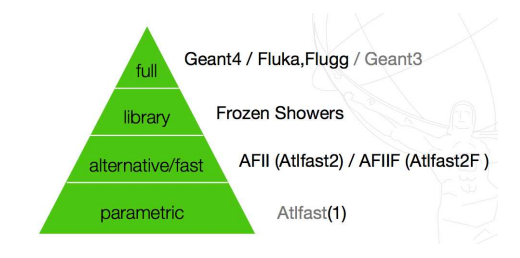 full Geant4 / Fluka,Flugg / Geant3
library Frozen Showers
alternative/fast AFII (Atlfast2) / AFIIF (Atlfast2F )
parametric Atlfast(1)